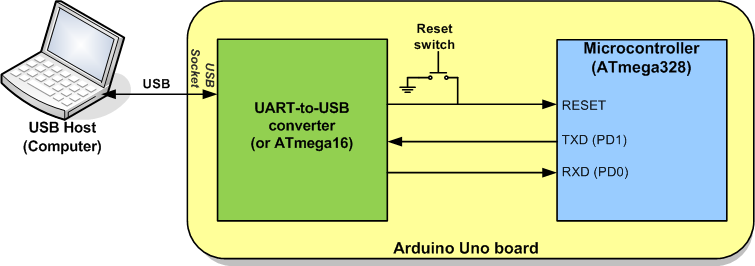 Reset
switch
Microcontroller
(ATmega328)
USB
Socket
USB
UART-to-USB
converter
(or ATmega16)
RESET
TXD (PD1)
RXD (PD0)
USB Host
(Computer)
Arduino Uno board